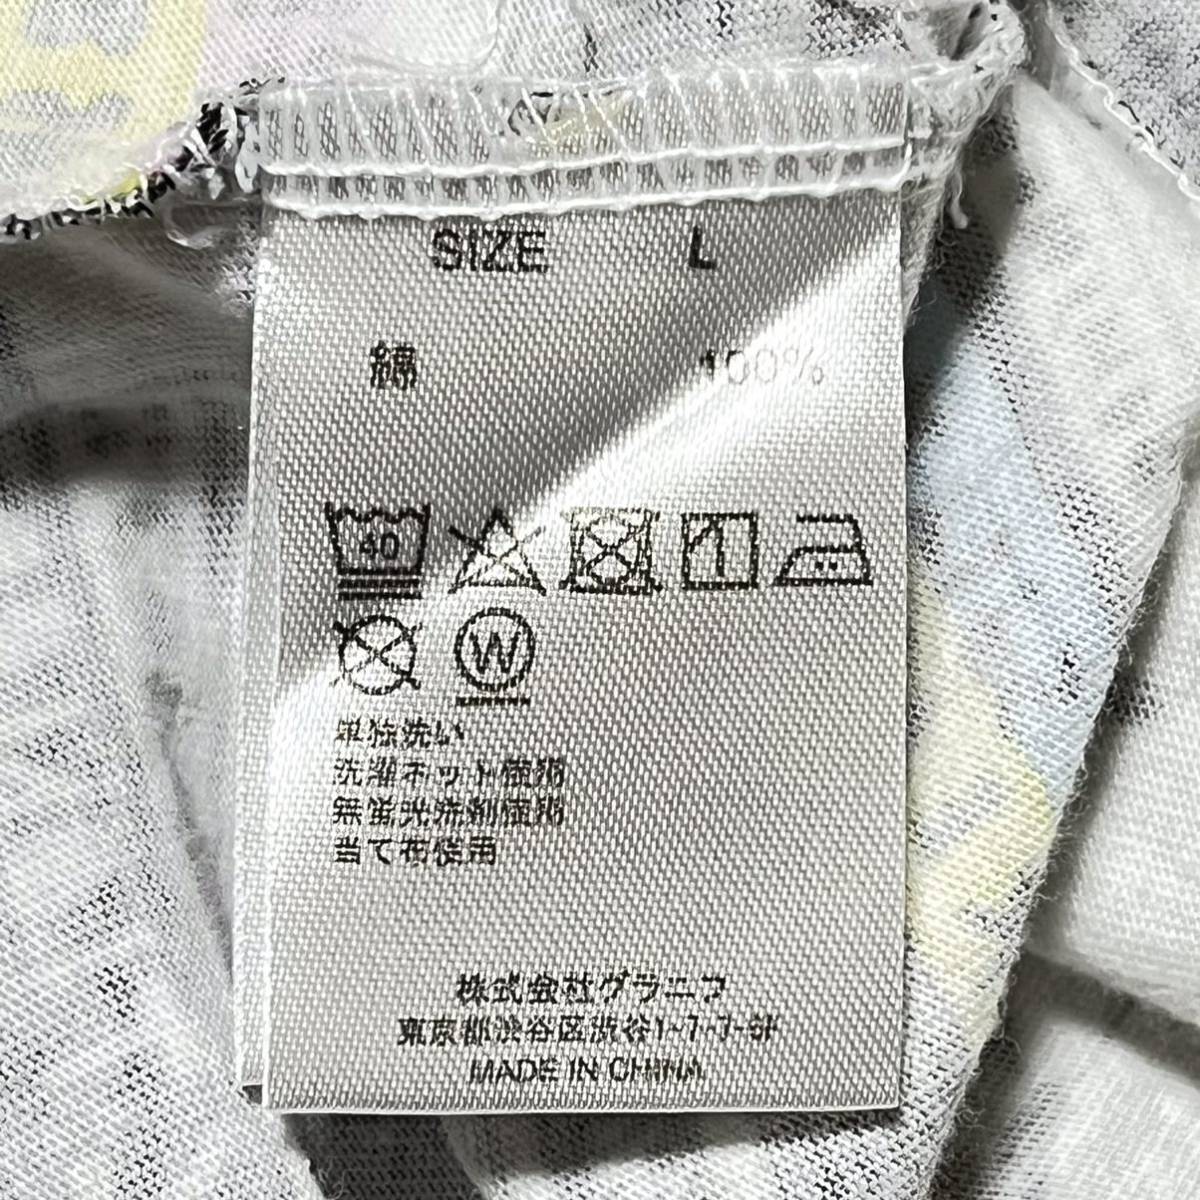 SIZE L
綿 100%
40
W
単独洗い
洗濯ネット使用
無蛍光洗剤使用
当て布使用
株式会社グラニフ
東京都渋谷区渋谷1-7-7-6F
MADE IN CHINA